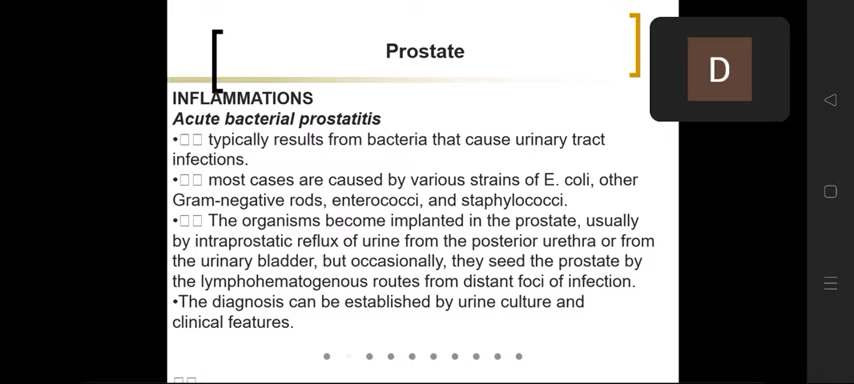 Prostate
D
INFLAMMATIONS
Acute bacterial prostatitis
•□□ typically results from bacteria that cause urinary tract
infections.
•□□ most cases are caused by various strains of E. coli, other
Gram-negative rods, enterococci, and staphylococci.
•□□ The organisms become implanted in the prostate, usually
by intraprostatic reflux of urine from the posterior urethra or from
the urinary bladder, but occasionally, they seed the prostate by
the lymphohematogenous routes from distant foci of infection.
•The diagnosis can be established by urine culture and
clinical features.
□□